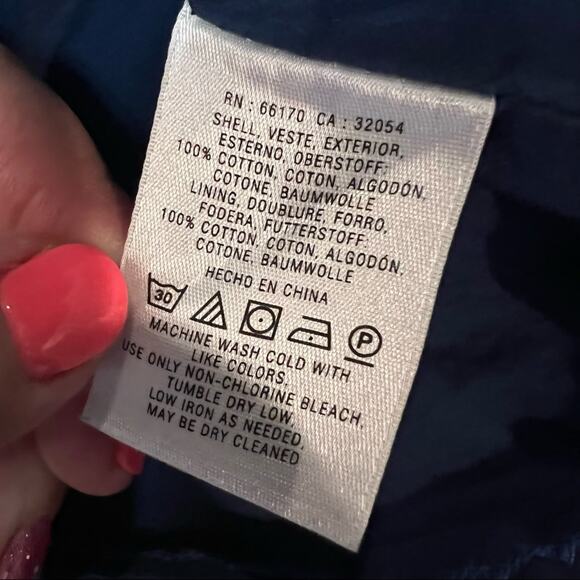 RN : 66170 CA : 32054
SHELL, VESTE, EXTERIOR,
ESTERNO, OBERSTOFF:
100% COTTON, COTON, ALGODÓN,
COTONE, BAUMWOLLE
LINING, DOUBLURE, FORRO,
FODERA, FUTTERSTOFF:
100% COTTON, COTON, ALGODÓN,
COTONE, BAUMWOLLE
HECHO EN CHINA
30 P
MACHINE WASH COLD WITH
LIKE COLORS,
USE ONLY NON-CHLORINE BLEACH,
TUMBLE DRY LOW,
LOW IRON AS NEEDED,
MAY BE DRY CLEANED